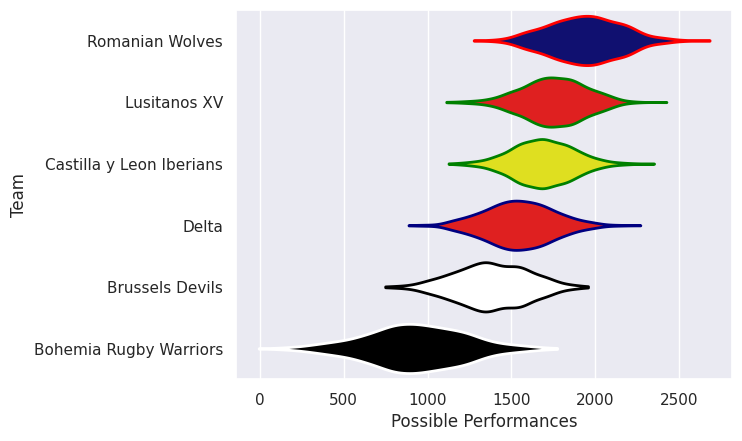 Romanian Wolves
Lusitanos XV
Castilla y Leon Iberians
Delta
Brussels Devils
Bohemia Rugby Warriors
Team
0 500 1000 1500 2000 2500
Possible Performances